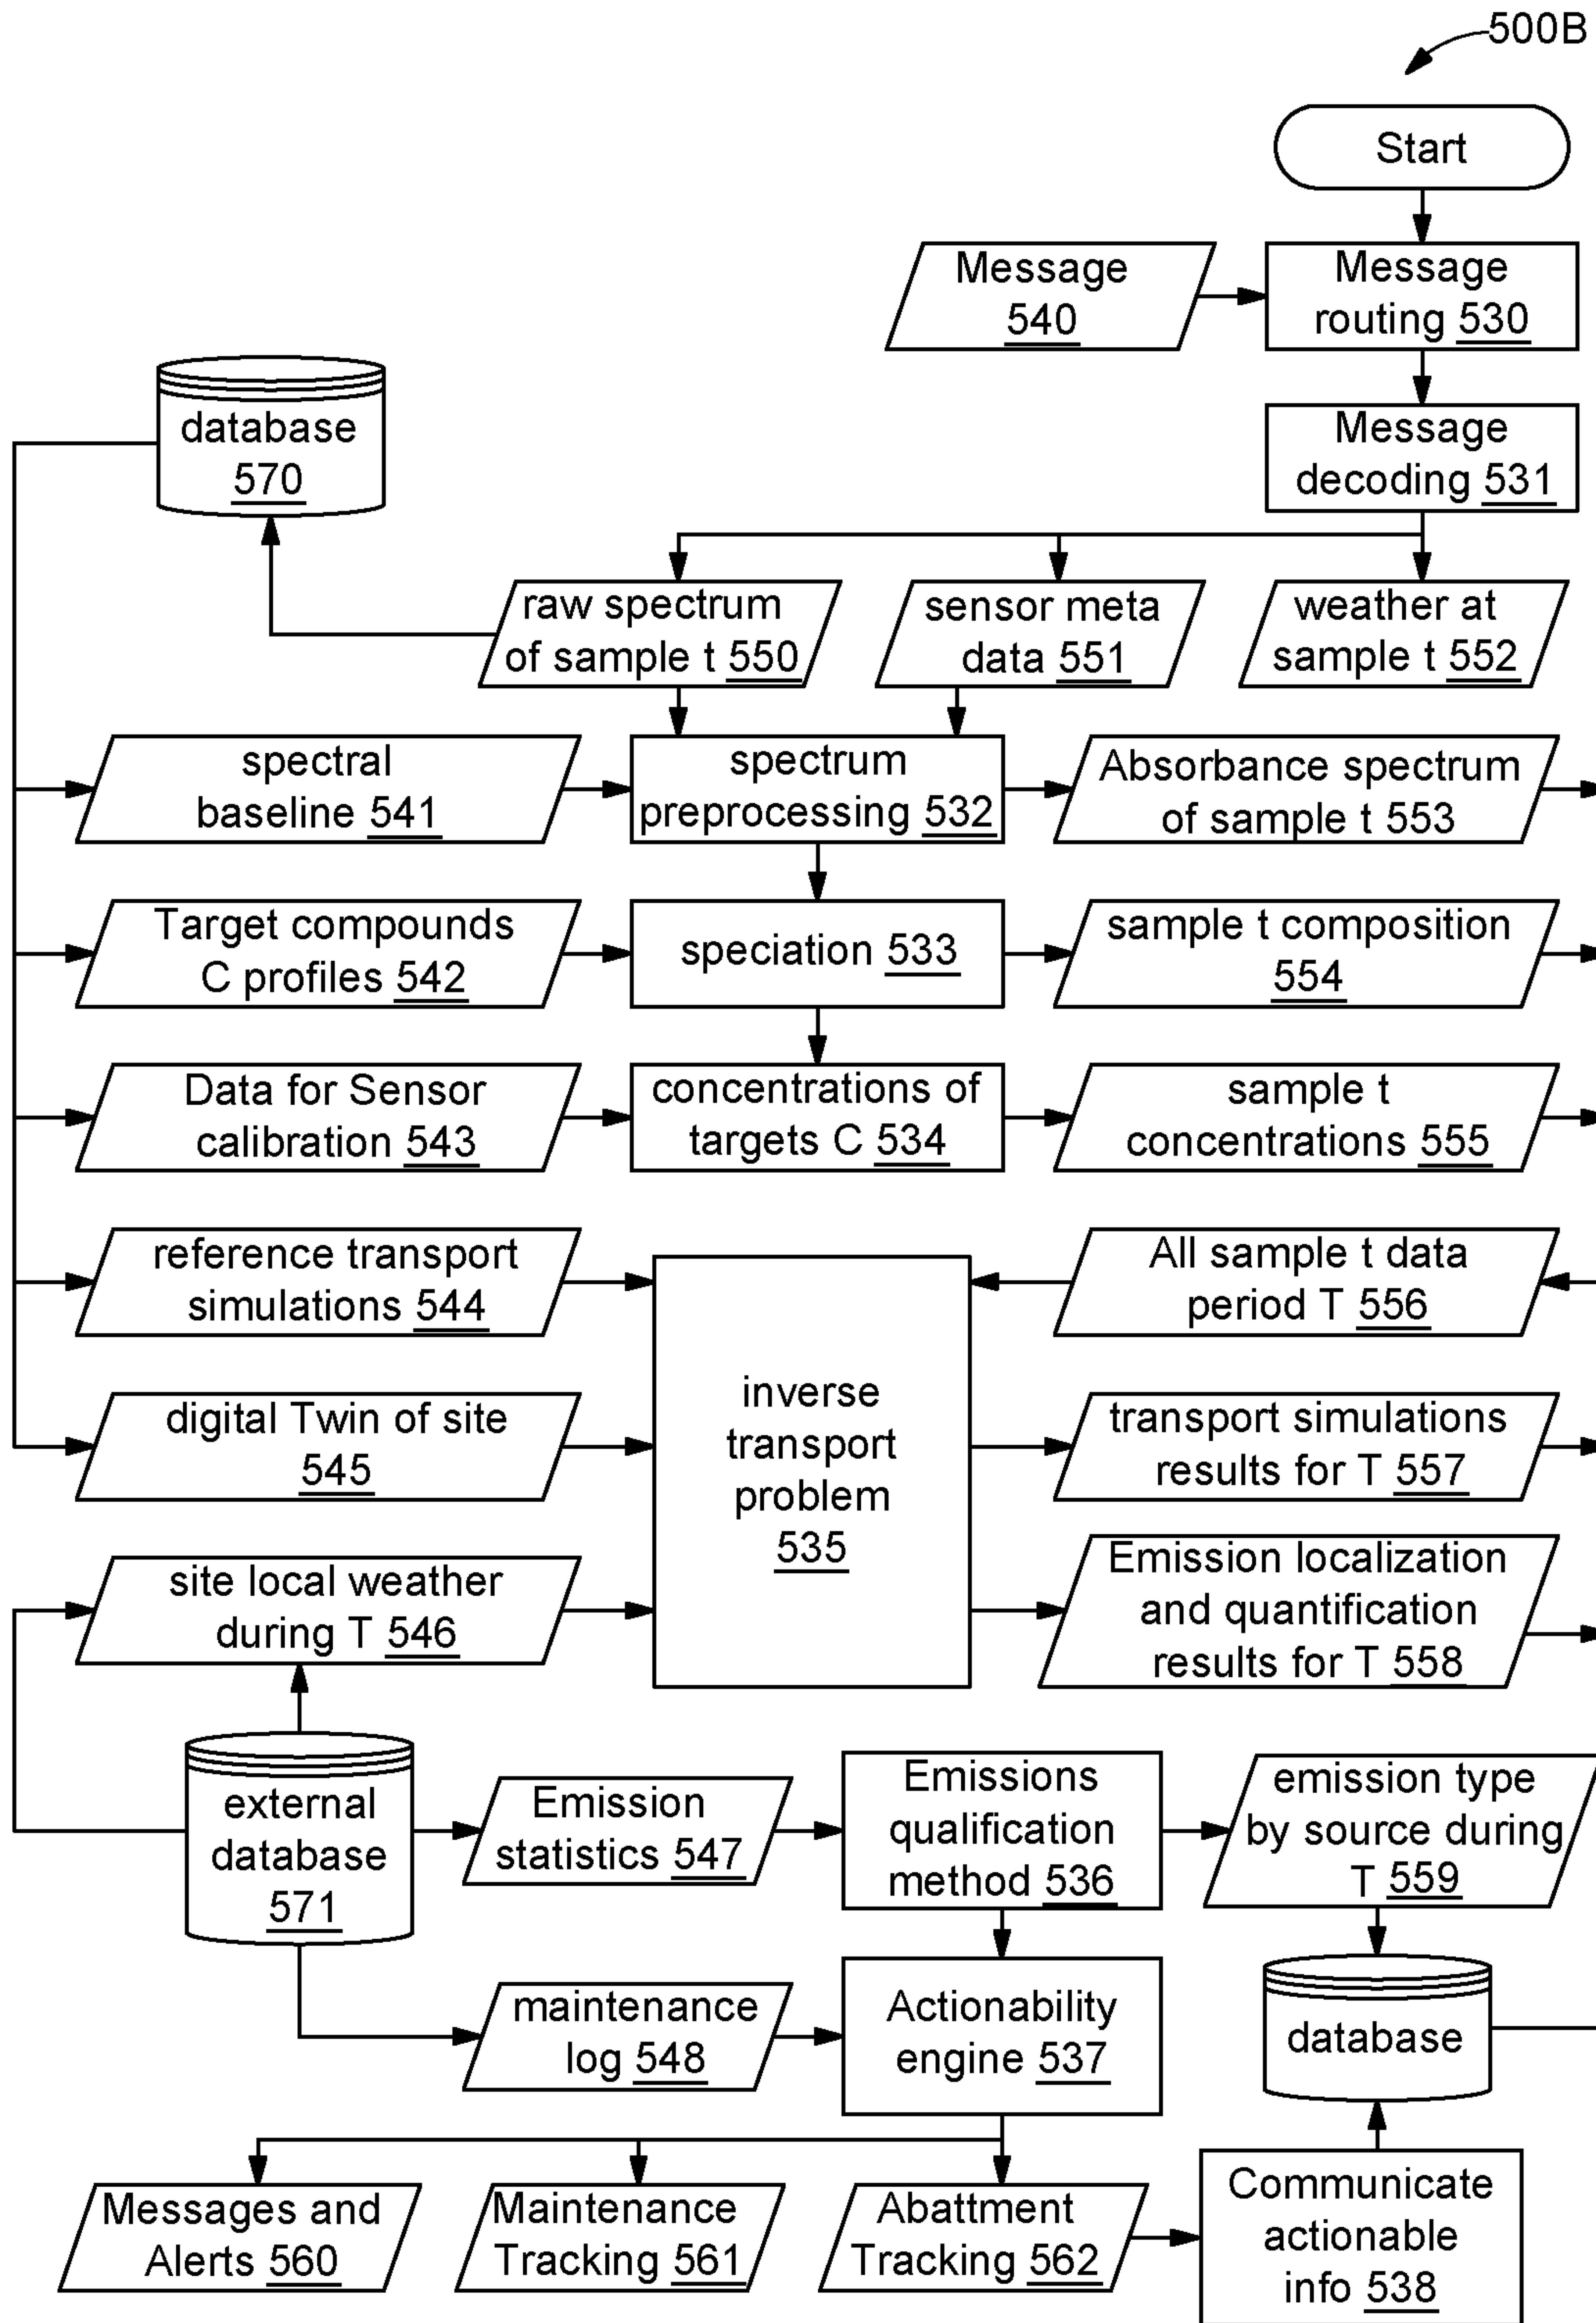 500B
Start
Message
540
Message
routing 530
database
570
Message
decoding 531
raw spectrum
of sample t 550
sensor meta
data 551
weather at
sample t 552
spectral
baseline 541
spectrum
preprocessing 532
Absorbance spectrum
of sample t 553
Target compounds
C profiles 542
speciation 533
sample t composition
554
Data for Sensor
calibration 543
concentrations of
targets C 534
sample t
concentrations 555
reference transport
simulations 544
All sample t data
period T 556
inverse
transport
problem
535
digital Twin of site
545
transport simulations
results for T 557
site local weather
during T 546
Emission localization
and quantification
results for T 558
external
database
571
Emission
statistics 547
Emissions
qualification
method 536
emission type
by source during
T 559
maintenance
log 548
Actionability
engine 537
database
Messages and
Alerts 560
Maintenance
Tracking 561
Abattment
Tracking 562
Communicate
actionable
info 538